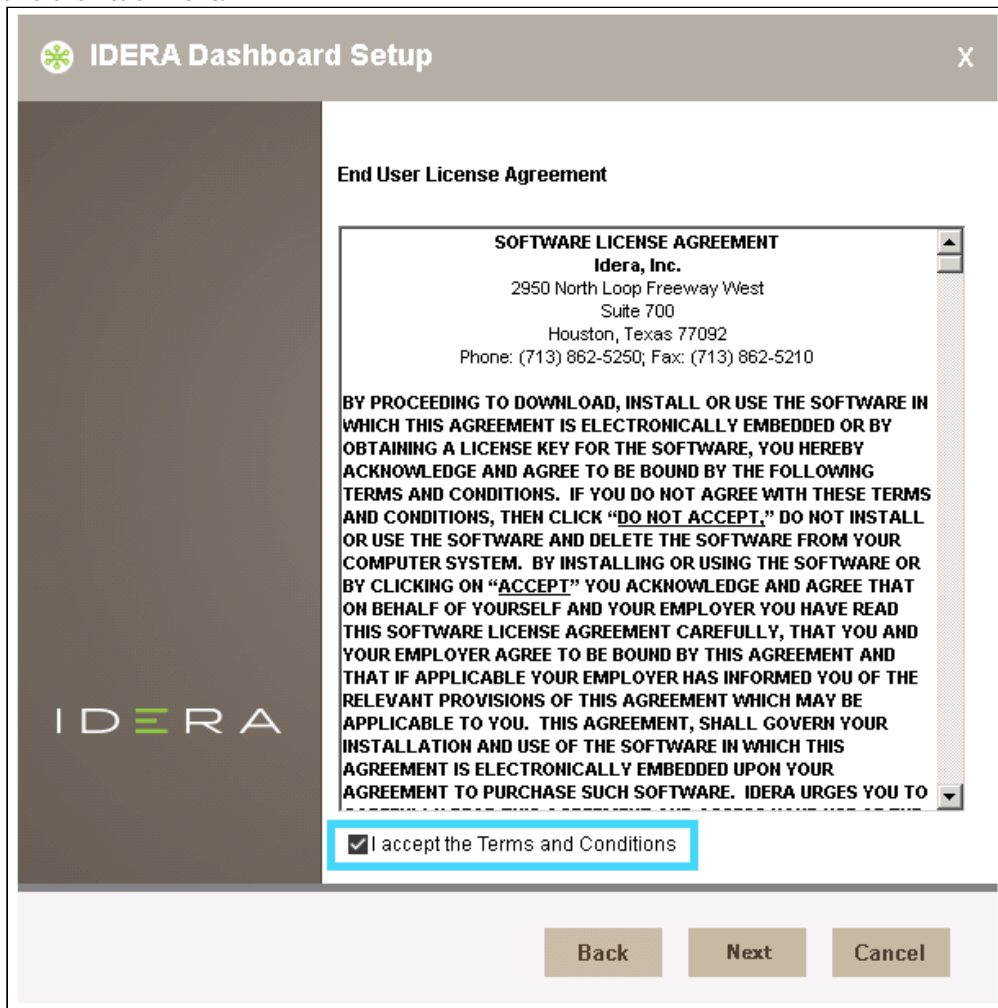 IDERA Dashboard Setup
X
End User License Agreement
SOFTWARE LICENSE AGREEMENT
Idera, Inc.
2950 North Loop Freeway West
Suite 700
Houston, Texas 77092
Phone: (713) 862-5250; Fax: (713) 862-5210
BY PROCEEDING TO DOWNLOAD, INSTALL OR USE THE SOFTWARE IN
WHICH THIS AGREEMENT IS ELECTRONICALLY EMBEDDED OR BY
OBTAINING A LICENSE KEY FOR THE SOFTWARE, YOU HEREBY
ACKNOWLEDGE AND AGREE TO BE BOUND BY THE FOLLOWING
TERMS AND CONDITIONS.  IF YOU DO NOT AGREE WITH THESE TERMS
AND CONDITIONS, THEN CLICK “DO NOT ACCEPT,” DO NOT INSTALL
OR USE THE SOFTWARE AND DELETE THE SOFTWARE FROM YOUR
COMPUTER SYSTEM.  BY INSTALLING OR USING THE SOFTWARE OR
BY CLICKING ON “ACCEPT” YOU ACKNOWLEDGE AND AGREE THAT
ON BEHALF OF YOURSELF AND YOUR EMPLOYER YOU HAVE READ
THIS SOFTWARE LICENSE AGREEMENT CAREFULLY, THAT YOU AND
YOUR EMPLOYER AGREE TO BE BOUND BY THIS AGREEMENT AND
THAT IF APPLICABLE YOUR EMPLOYER HAS INFORMED YOU OF THE
RELEVANT PROVISIONS OF THIS AGREEMENT WHICH MAY BE
APPLICABLE TO YOU.  THIS AGREEMENT, SHALL GOVERN YOUR
INSTALLATION AND USE OF THE SOFTWARE IN WHICH THIS
AGREEMENT IS ELECTRONICALLY EMBEDDED UPON YOUR
AGREEMENT TO PURCHASE SUCH SOFTWARE.  IDERA URGES YOU TO
IDERA
I accept the Terms and Conditions
Back
Next
Cancel